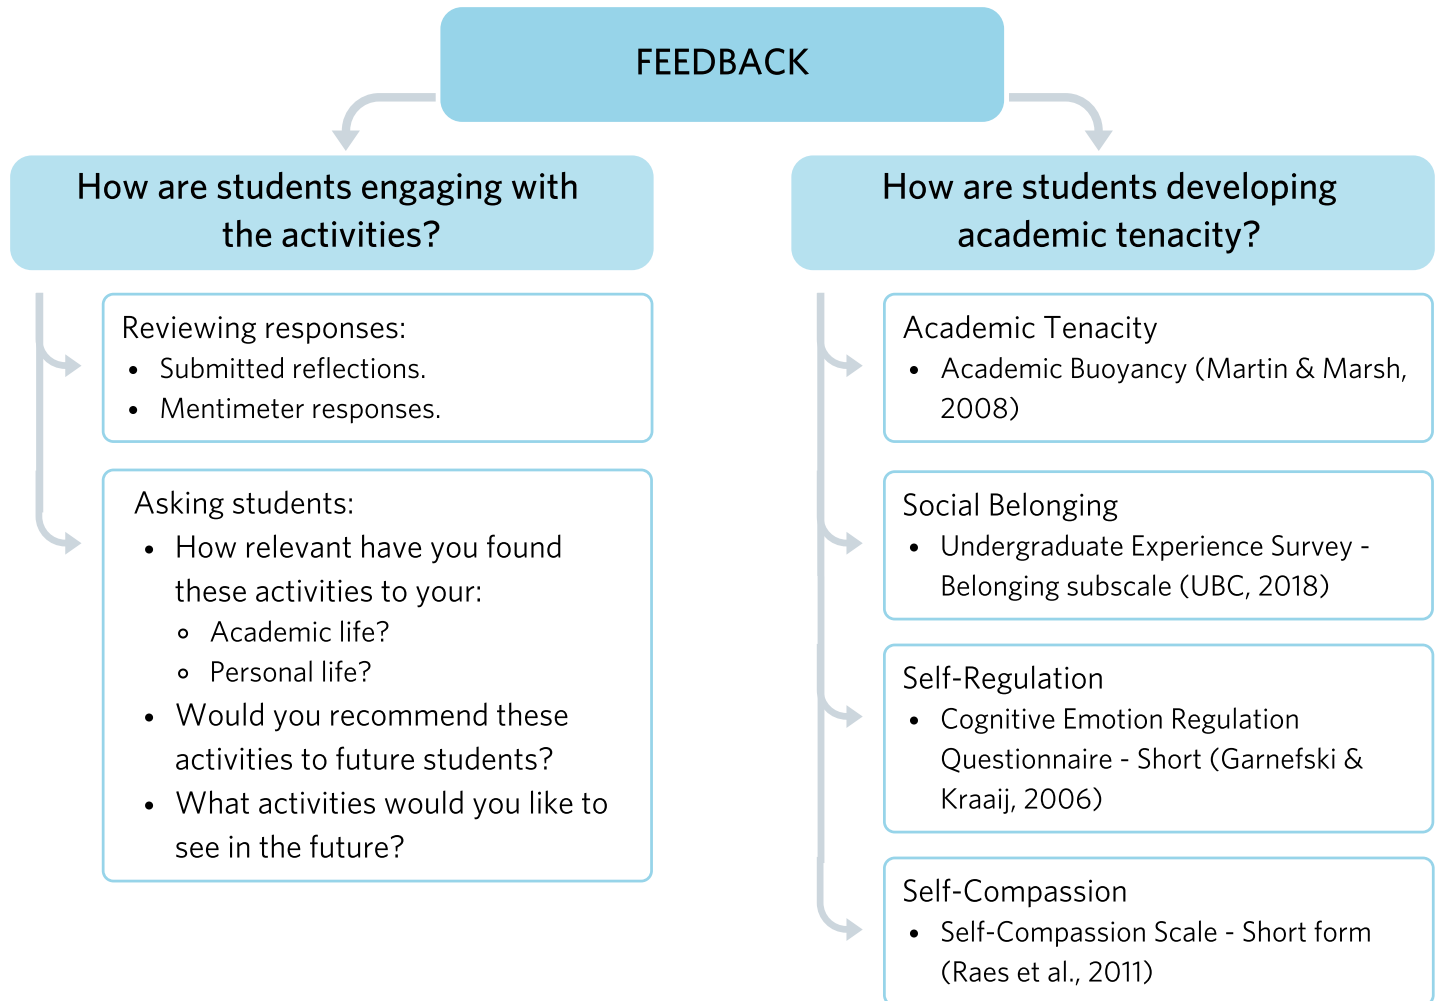 FEEDBACK
How are students engaging with
the activities?
Reviewing responses:
• Submitted reflections.
• Mentimeter responses.
Asking students:
• How relevant have you found
these activities to your:
◦ Academic life?
◦ Personal life?
• Would you recommend these
activities to future students?
• What activities would you like to
see in the future?
How are students developing
academic tenacity?
Academic Tenacity
• Academic Buoyancy (Martin & Marsh,
2008)
Social Belonging
• Undergraduate Experience Survey -
Belonging subscale (UBC, 2018)
Self-Regulation
• Cognitive Emotion Regulation
Questionnaire - Short (Garnefski &
Kraaij, 2006)
Self-Compassion
• Self-Compassion Scale - Short form
(Raes et al., 2011)